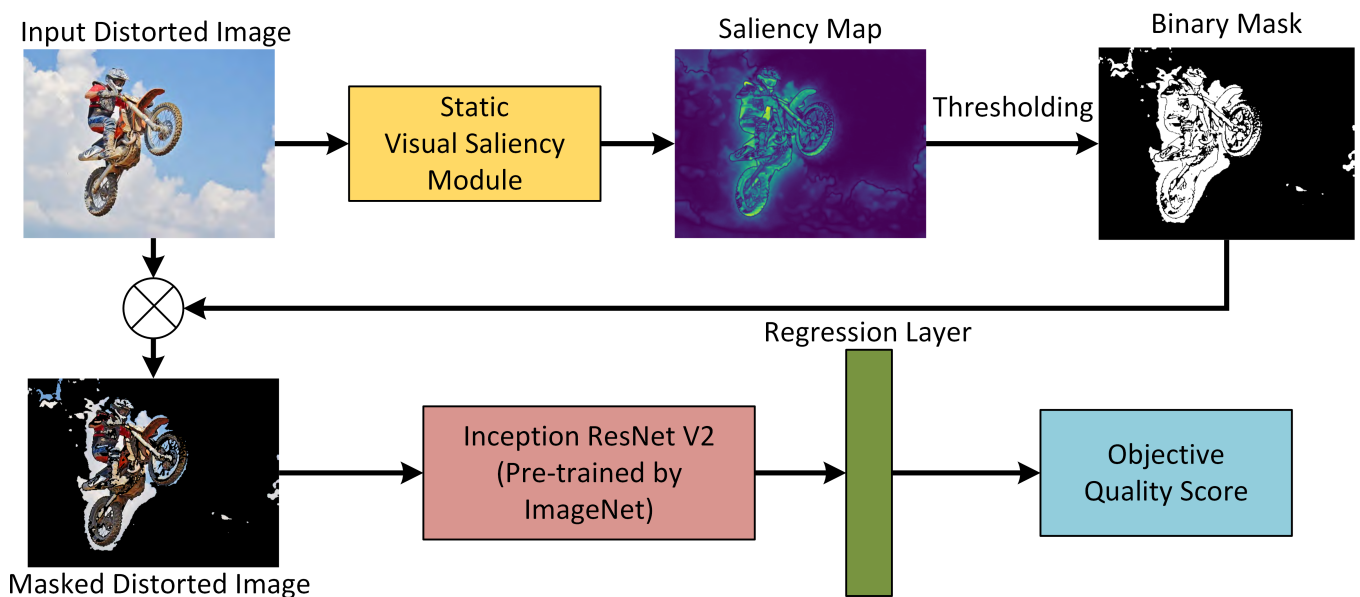 Input Distorted Image
Static
Visual Saliency
Module
Saliency Map
Thresholding
Binary Mask
Regression Layer
Masked Distorted Image
Inception ResNet V2
(Pre-trained by
ImageNet)
Objective
Quality Score